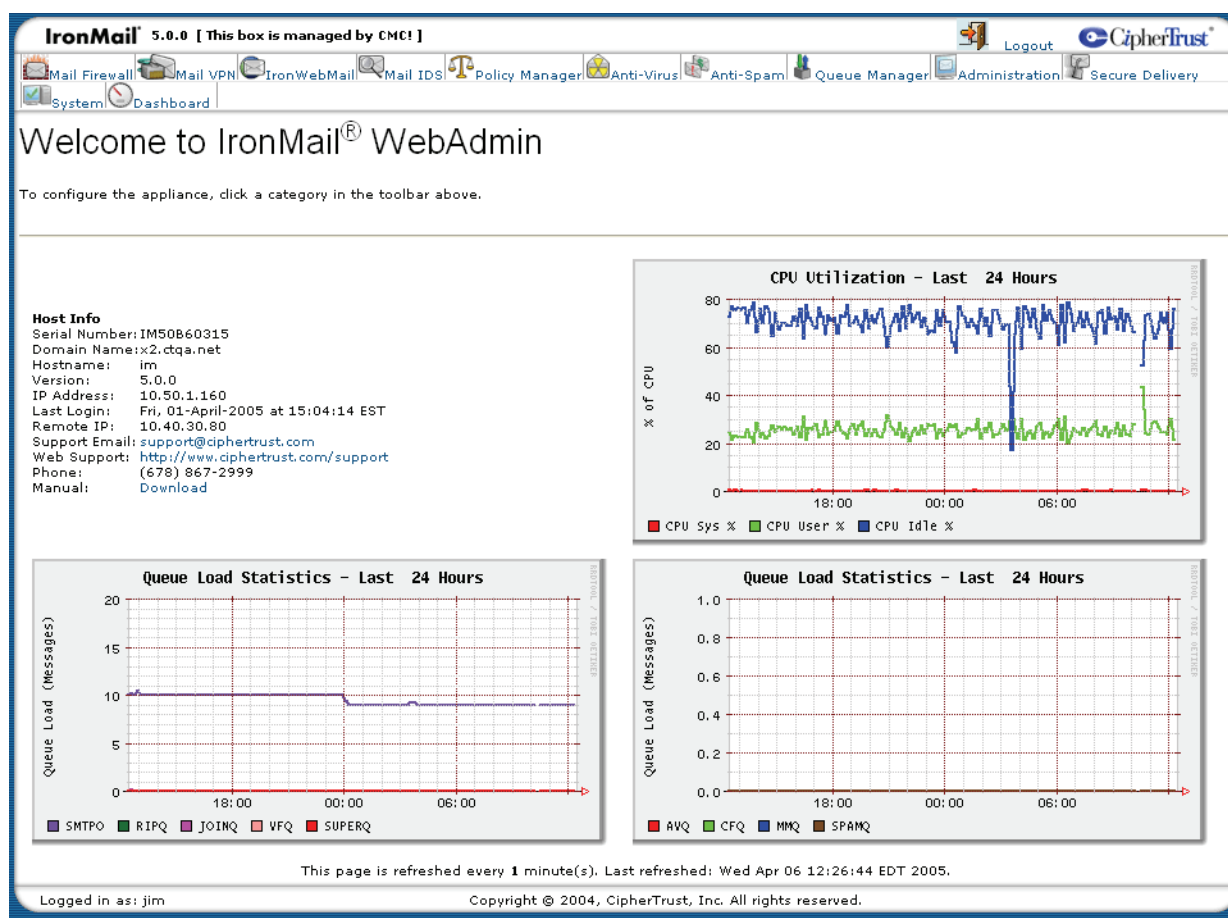 IronMail® 5.0.0 [ This box is managed by CMC! ]
Logout
CipherTrust®
Mail Firewall Mail VPN IronWebMail Mail IDS Policy Manager Anti-Virus Anti-Spam Queue Manager Administration Secure Delivery
System Dashboard
Welcome to IronMail® WebAdmin
To configure the appliance, click a category in the toolbar above.
Host Info
Serial Number: IM50B60315
Domain Name: x2.ctqa.net
Hostname: im
Version: 5.0.0
IP Address: 10.50.1.160
Last Login: Fri, 01-April-2005 at 15:04:14 EST
Remote IP: 10.40.30.80
Support Email: support@ciphertrust.com
Web Support: http://www.ciphertrust.com/support
Phone: (678) 867-2999
Manual: Download
CPU Utilization - Last 24 Hours
RRDTOOL / TOBI OETIKER
% of CPU
80
60
40
20
0
18:00 00:00 06:00
CPU Sys % CPU User % CPU Idle %
Queue Load Statistics - Last 24 Hours
RRDTOOL / TOBI OETIKER
Queue Load (Messages)
20
15
10
5
0
18:00 00:00 06:00
SMTPO RIPQ JOINQ VFQ SUPERQ
Queue Load Statistics - Last 24 Hours
RRDTOOL / TOBI OETIKER
Queue Load (Messages)
1.0
0.8
0.6
0.4
0.2
0.0
18:00 00:00 06:00
AVQ CFQ MMQ SPAMQ
This page is refreshed every 1 minute(s). Last refreshed: Wed Apr 06 12:26:44 EDT 2005.
Logged in as: jim
Copyright © 2004, CipherTrust, Inc. All rights reserved.